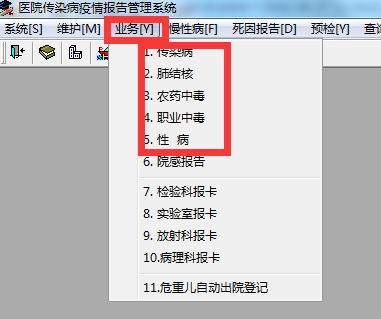 医院传染病疫情报告管理系统
系统[S] 维护[M] 业务[Y] 慢性病[F] 死因报告[D] 预检[Y] 查
1. 传染病
2. 肺结核
3. 农药中毒
4. 职业中毒
5. 性 病
6. 院感报告
7. 检验科报卡
8. 实验室报卡
9. 放射科报卡
10.病理科报卡
11.危重儿自动出院登记